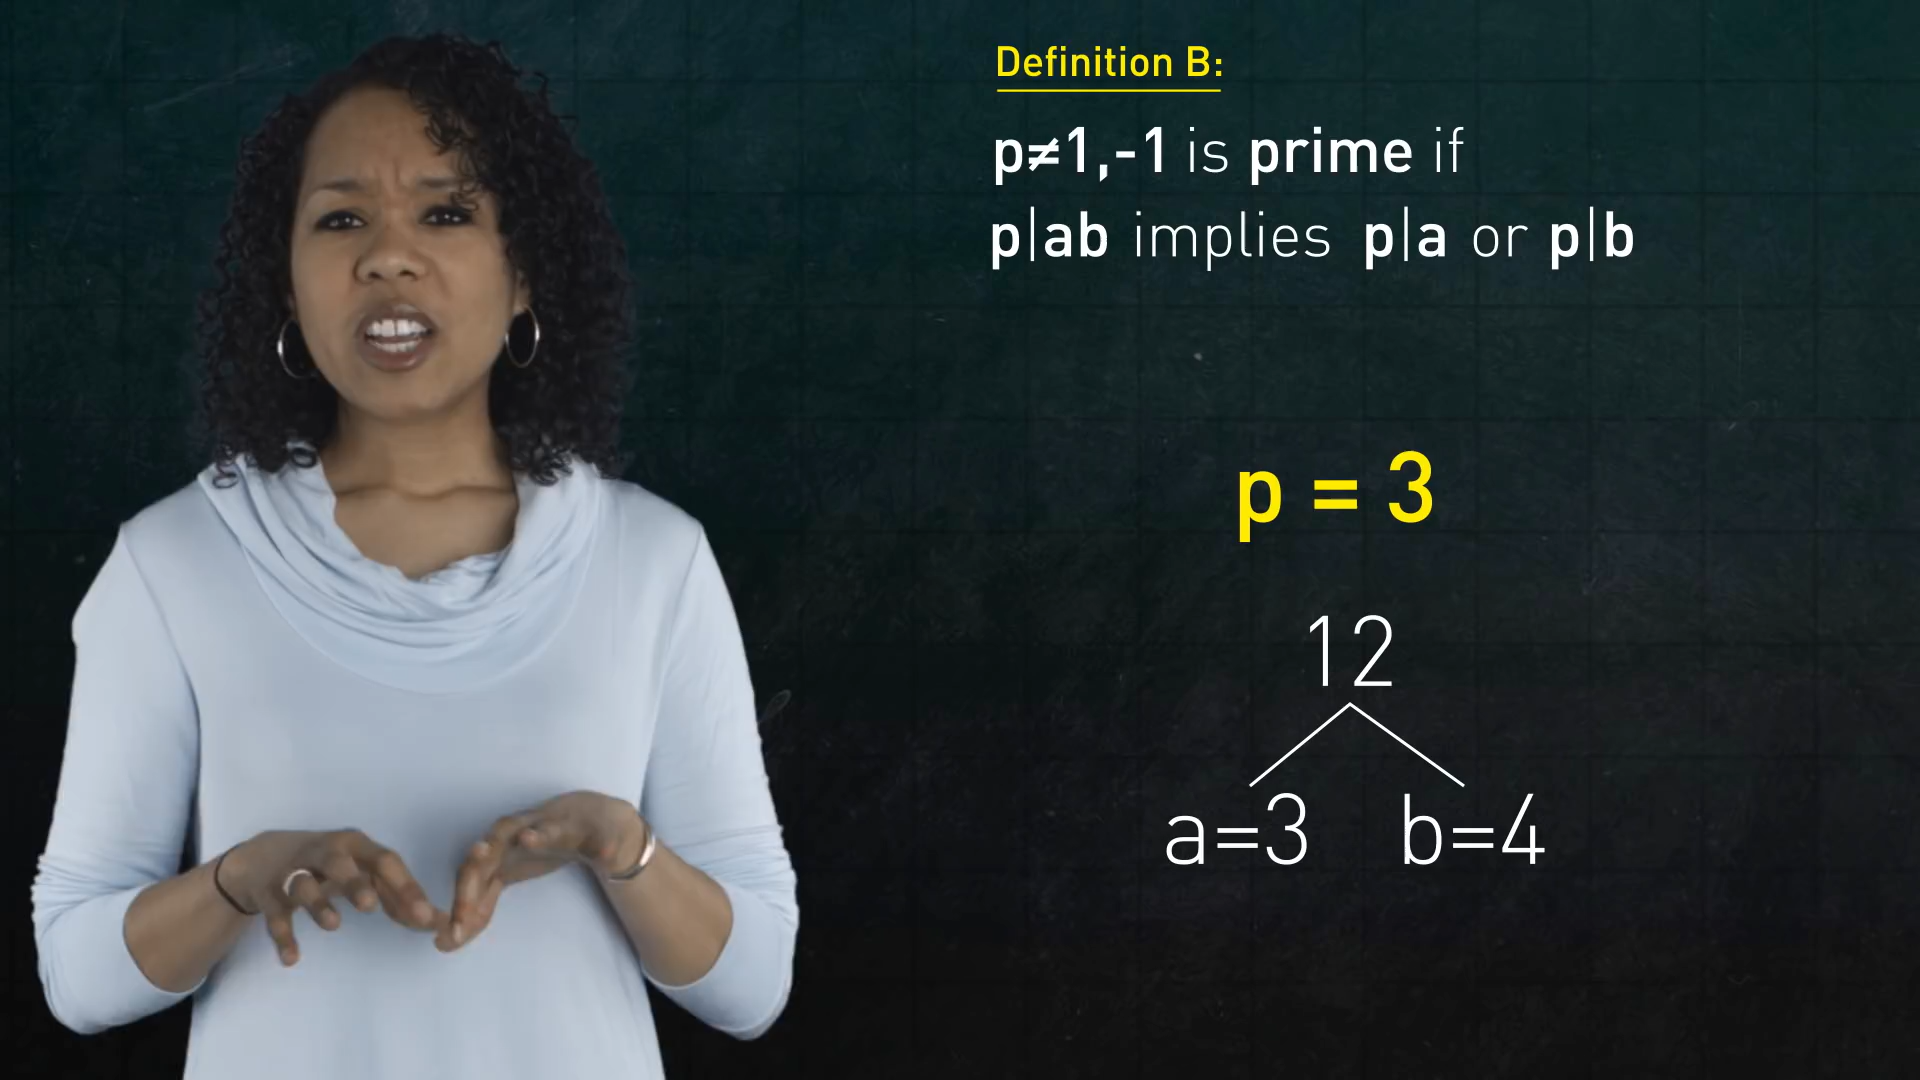 Definition B:
p≠1,-1 is prime if
p|ab implies p|a or p|b
p = 3
12
a=3 b=4